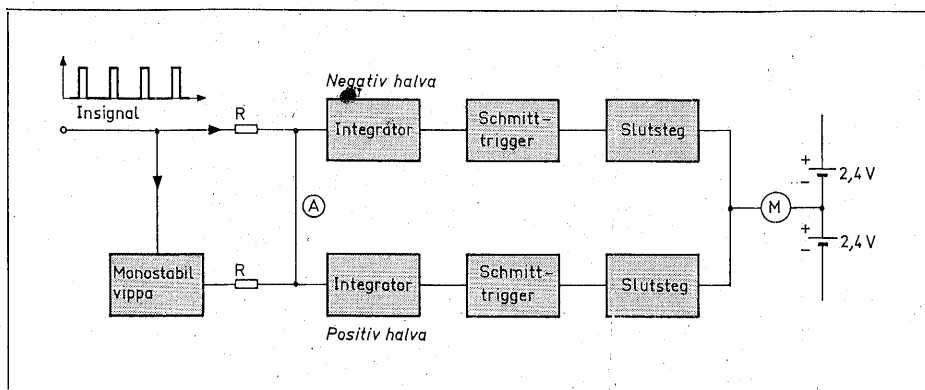 Negativ halva
Insignal
R
Integrator
Schmitt-
trigger
Slutsteg
+
2,4 V
-
A
M
+
2,4 V
-
Monostabil
vippa
R
Integrator
Schmitt-
trigger
Slutsteg
Positiv halva